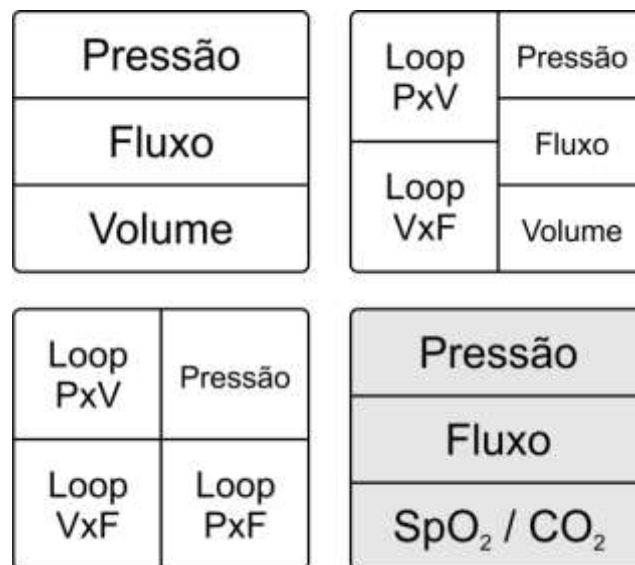 Pressão
Fluxo
Volume
Loop
PxV
Loop
VxF
Pressão
Fluxo
Volume
Loop
PxV
Pressão
Loop
VxF
Loop
PxF
Pressão
Fluxo
SpO₂ / CO₂